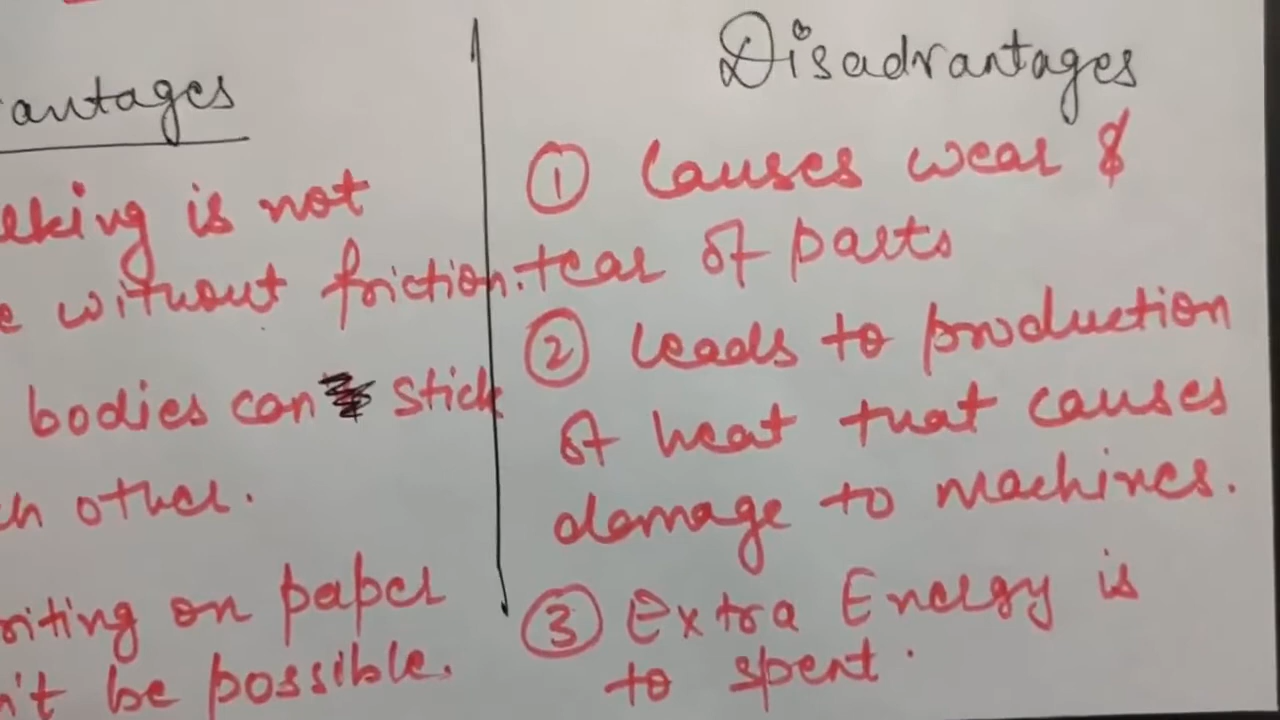 antages
lking is not
e without friction.
bodies can stick
ch other.
riting on paper
n't be possible.
Disadvantages
① Causes wear &
tear of parts
② leads to production
of heat that causes
damage to machines.
③ Extra Energy is
to spent.